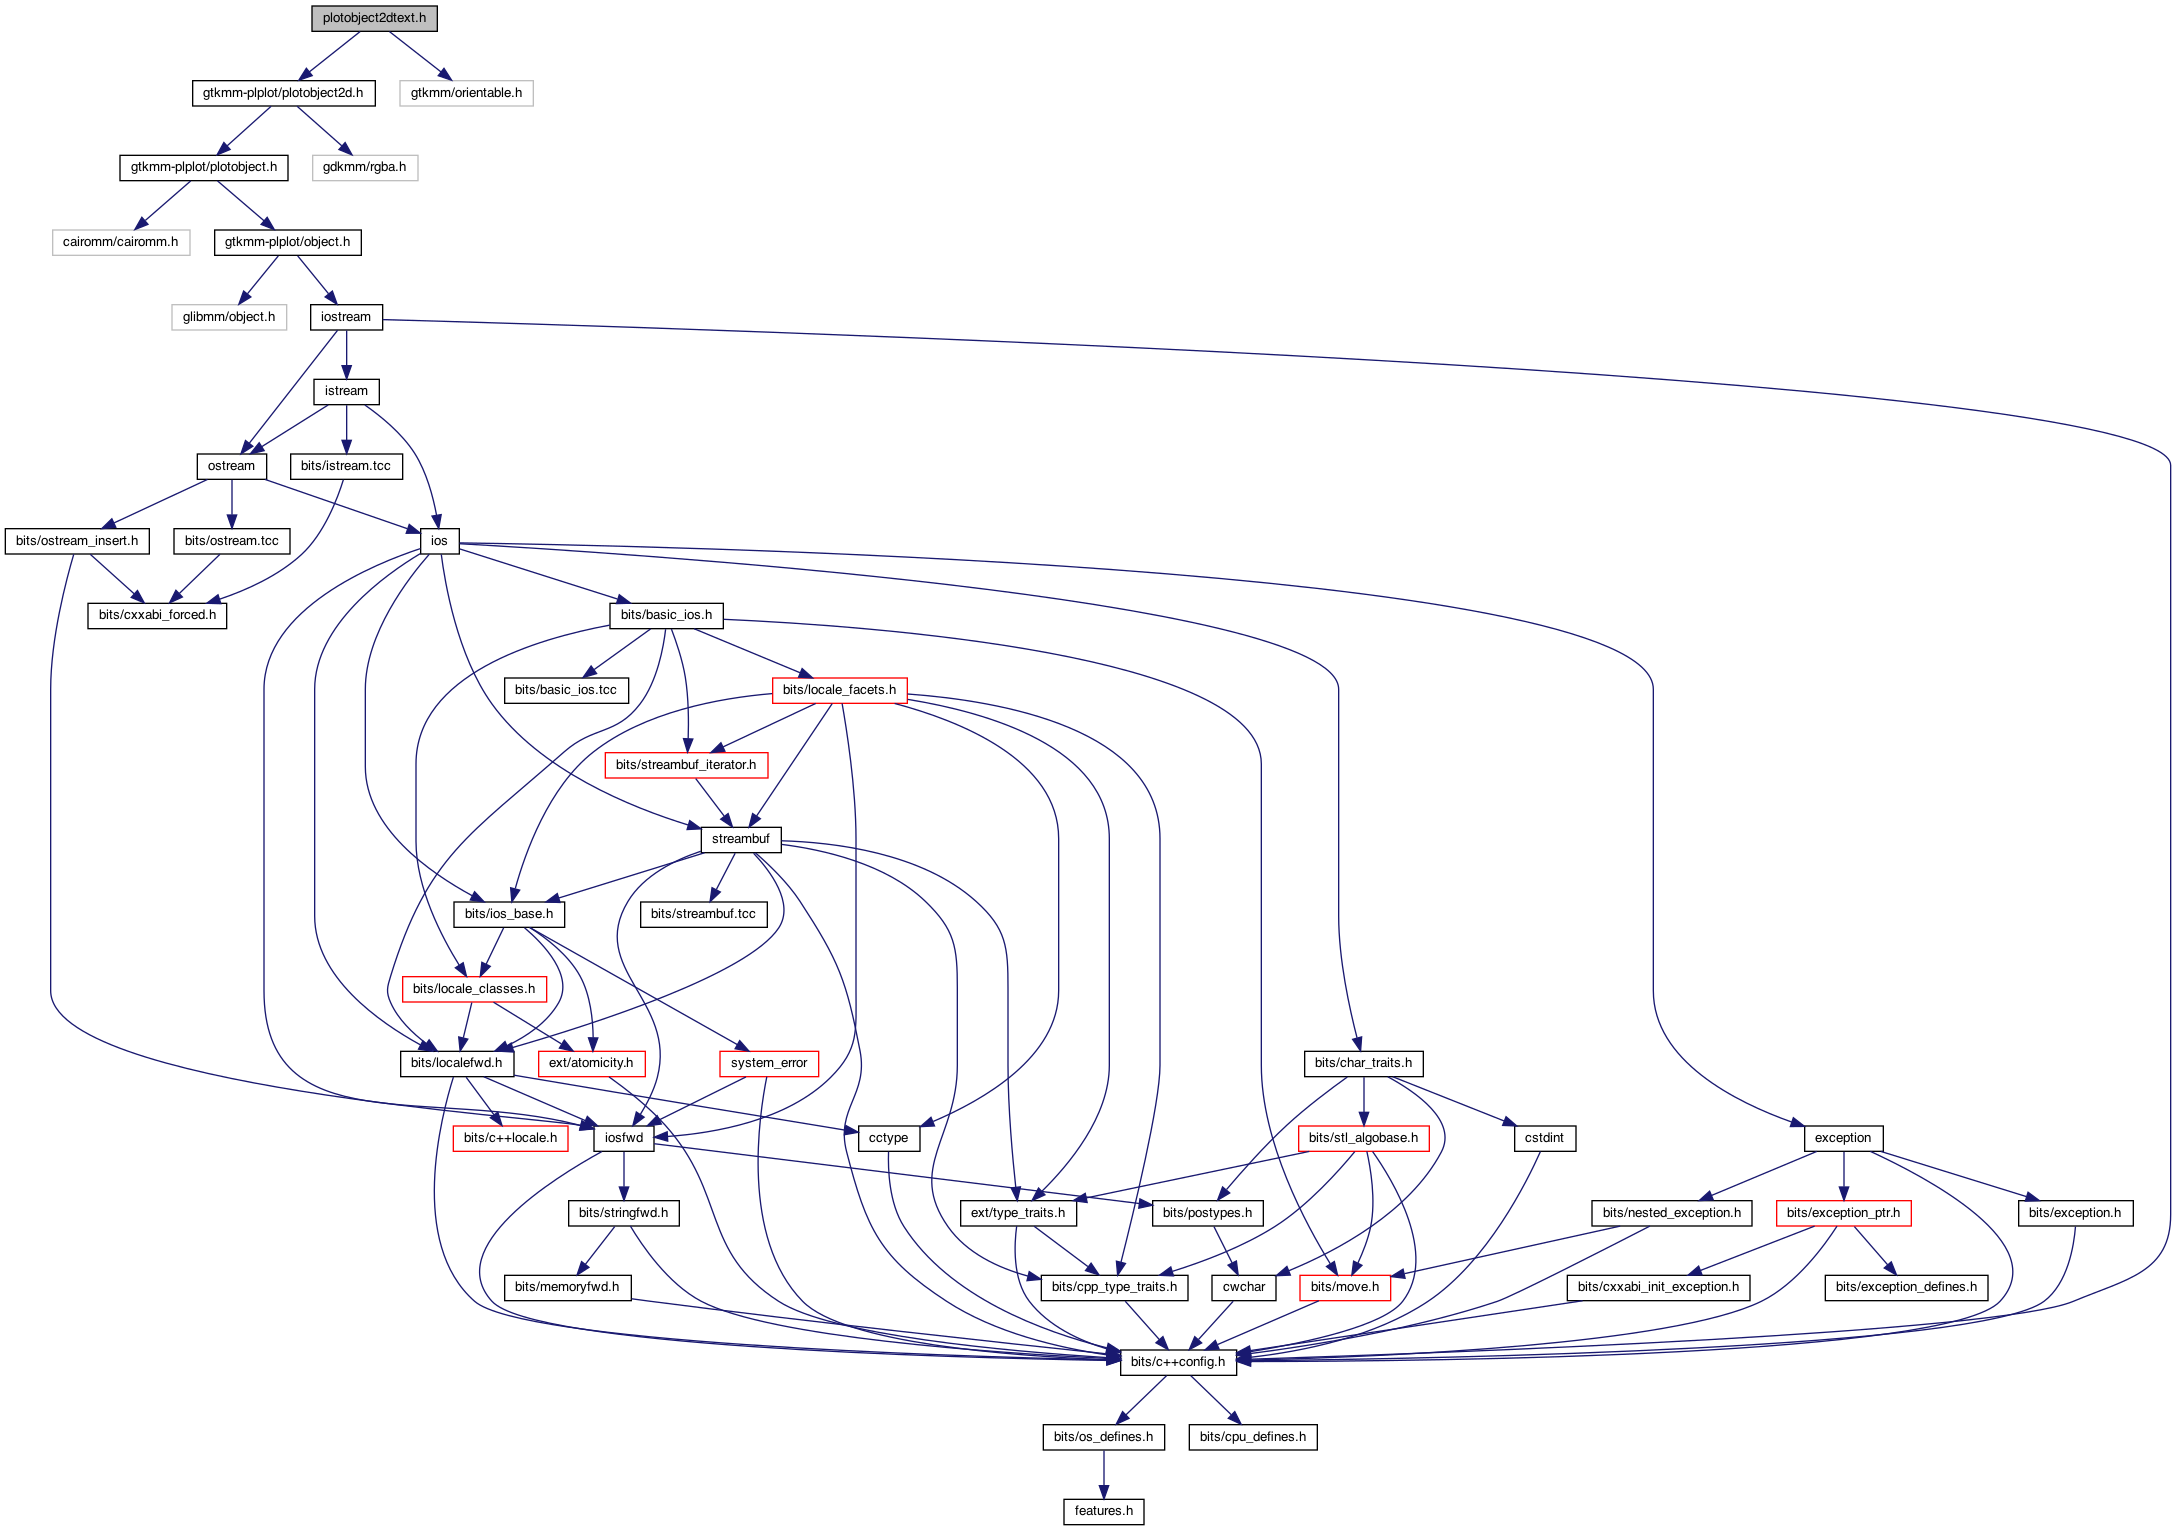 plotobject2dtext.h
gtkmm-plplot/plotobject2d.h
gtkmm/orientable.h
gtkmm-plplot/plotobject.h
gdkmm/rgba.h
cairomm/cairomm.h
gtkmm-plplot/object.h
glibmm/object.h
iostream
istream
ostream
bits/istream.tcc
bits/ostream_insert.h
bits/ostream.tcc
ios
bits/cxxabi_forced.h
bits/basic_ios.h
bits/basic_ios.tcc
bits/locale_facets.h
bits/streambuf_iterator.h
streambuf
bits/ios_base.h
bits/streambuf.tcc
bits/locale_classes.h
bits/localefwd.h
ext/atomicity.h
system_error
bits/char_traits.h
bits/c++locale.h
iosfwd
cctype
bits/stl_algobase.h
cstdint
exception
bits/stringfwd.h
ext/type_traits.h
bits/postypes.h
bits/nested_exception.h
bits/exception_ptr.h
bits/exception.h
bits/memoryfwd.h
bits/cpp_type_traits.h
cwchar
bits/move.h
bits/cxxabi_init_exception.h
bits/exception_defines.h
bits/c++config.h
bits/os_defines.h
bits/cpu_defines.h
features.h